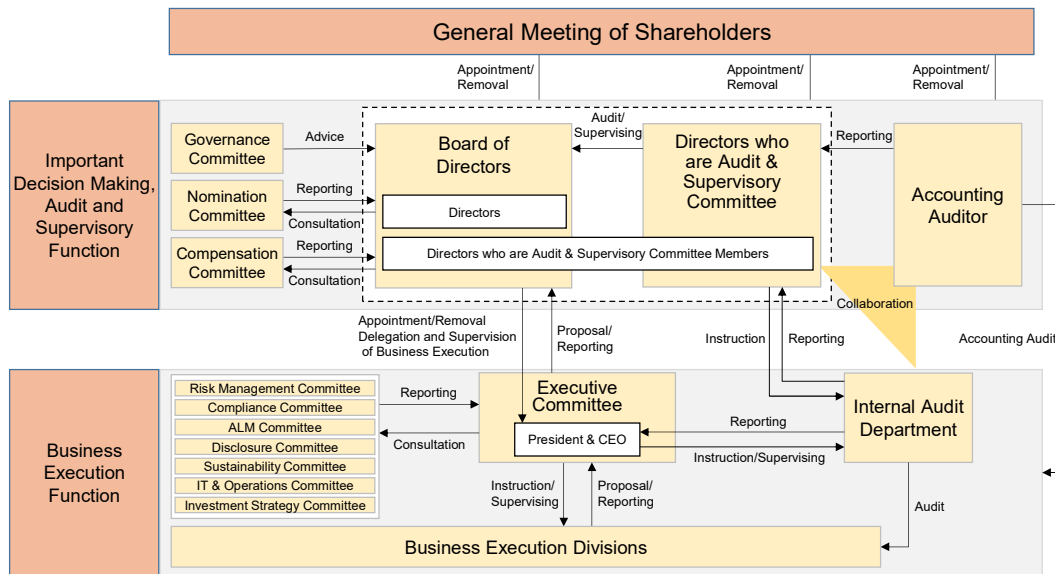 General Meeting of Shareholders
Appointment/
Removal
Appointment/
Removal
Appointment/
Removal
Important
Decision Making,
Audit and
Supervisory
Function
Governance
Committee
Advice
Nomination
Committee
Reporting
Consultation
Compensation
Committee
Reporting
Consultation
Board of
Directors
Directors
Audit/
Supervising
Directors who
are Audit &
Supervisory
Committee
Directors who are Audit & Supervisory Committee Members
Reporting
Accounting
Auditor
Collaboration
Appointment/Removal
Delegation and Supervision
of Business Execution
Proposal/
Reporting
Instruction
Reporting
Accounting Audit
Business
Execution
Function
Risk Management Committee
Compliance Committee
ALM Committee
Disclosure Committee
Sustainability Committee
IT & Operations Committee
Investment Strategy Committee
Reporting
Consultation
Executive
Committee
President & CEO
Reporting
Instruction/Supervising
Internal Audit
Department
Instruction/
Supervising
Proposal/
Reporting
Audit
Business Execution Divisions